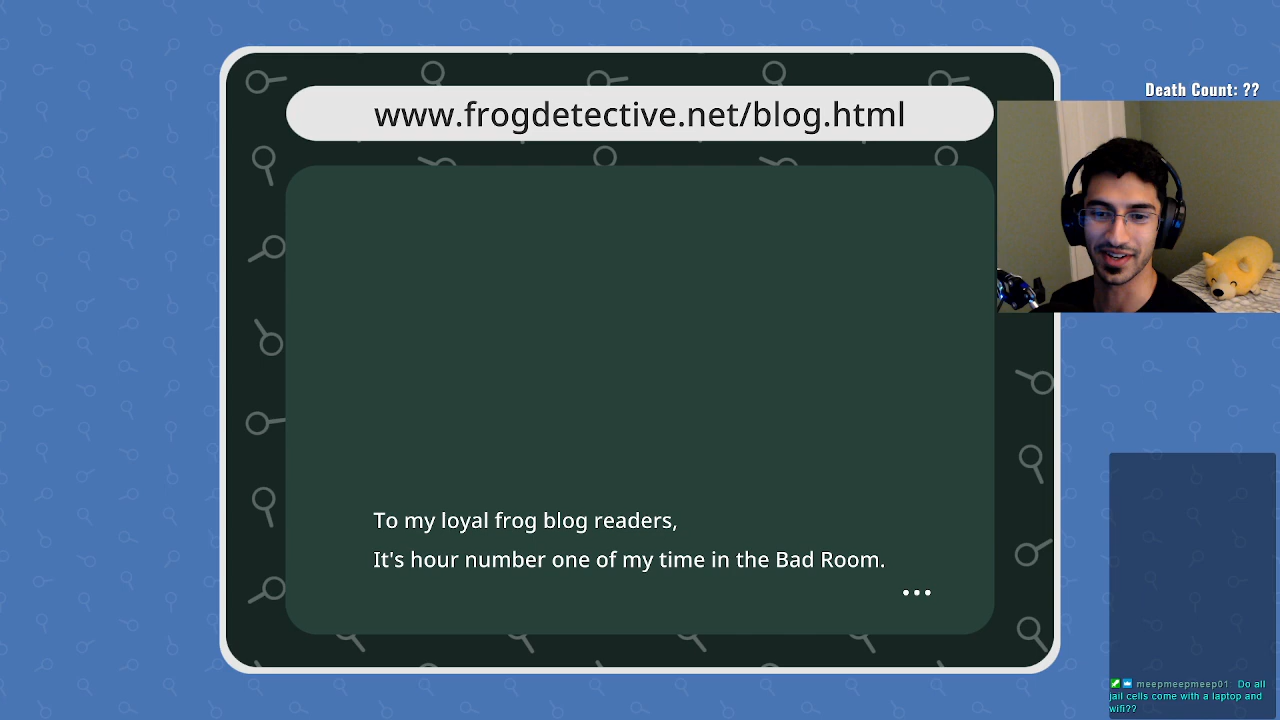 www.frogdetective.net/blog.html
Death Count: ??
To my loyal frog blog readers,
It's hour number one of my time in the Bad Room.
...
meepmeepmeep01: Do all
jail cells come with a laptop and
wifi??